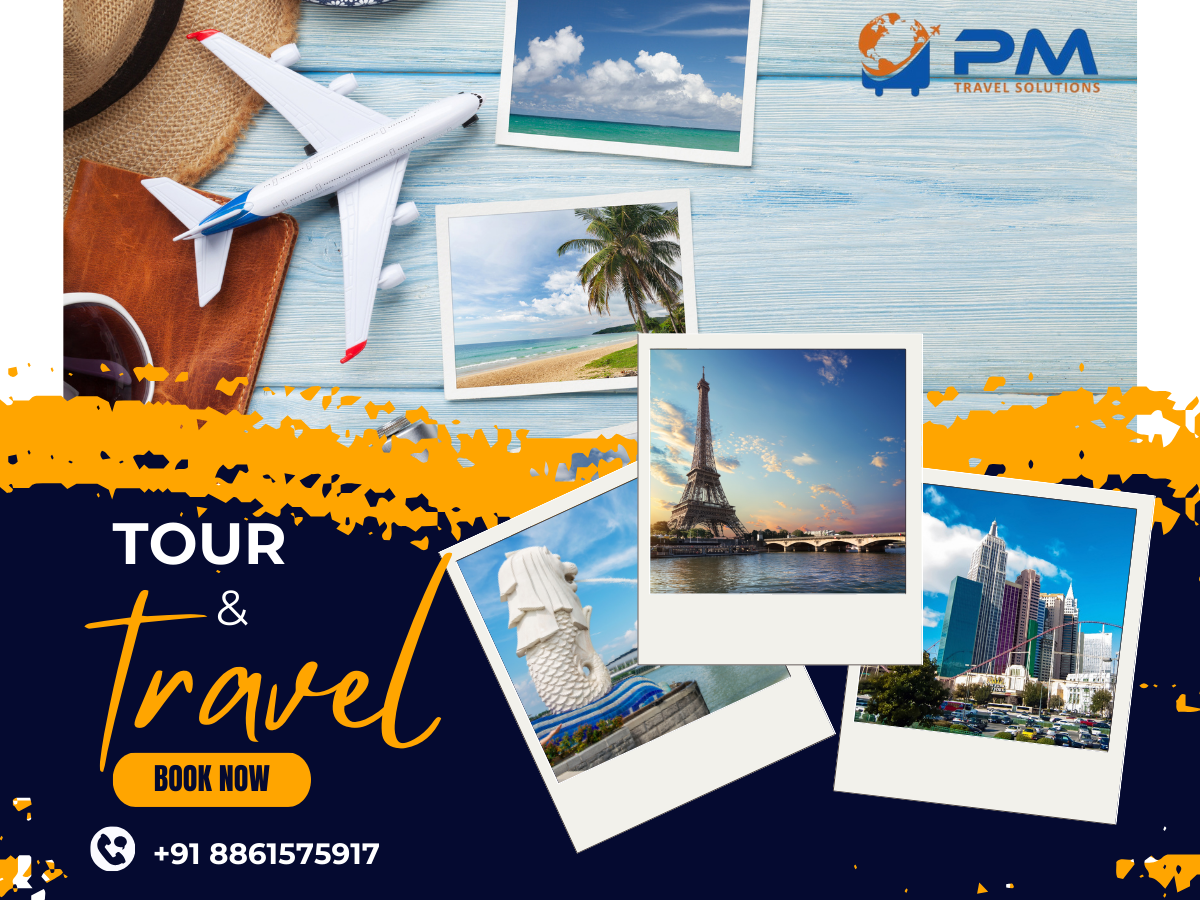 PM
TRAVEL SOLUTIONS
TOUR
&
Travel
BOOK NOW
+91 8861575917